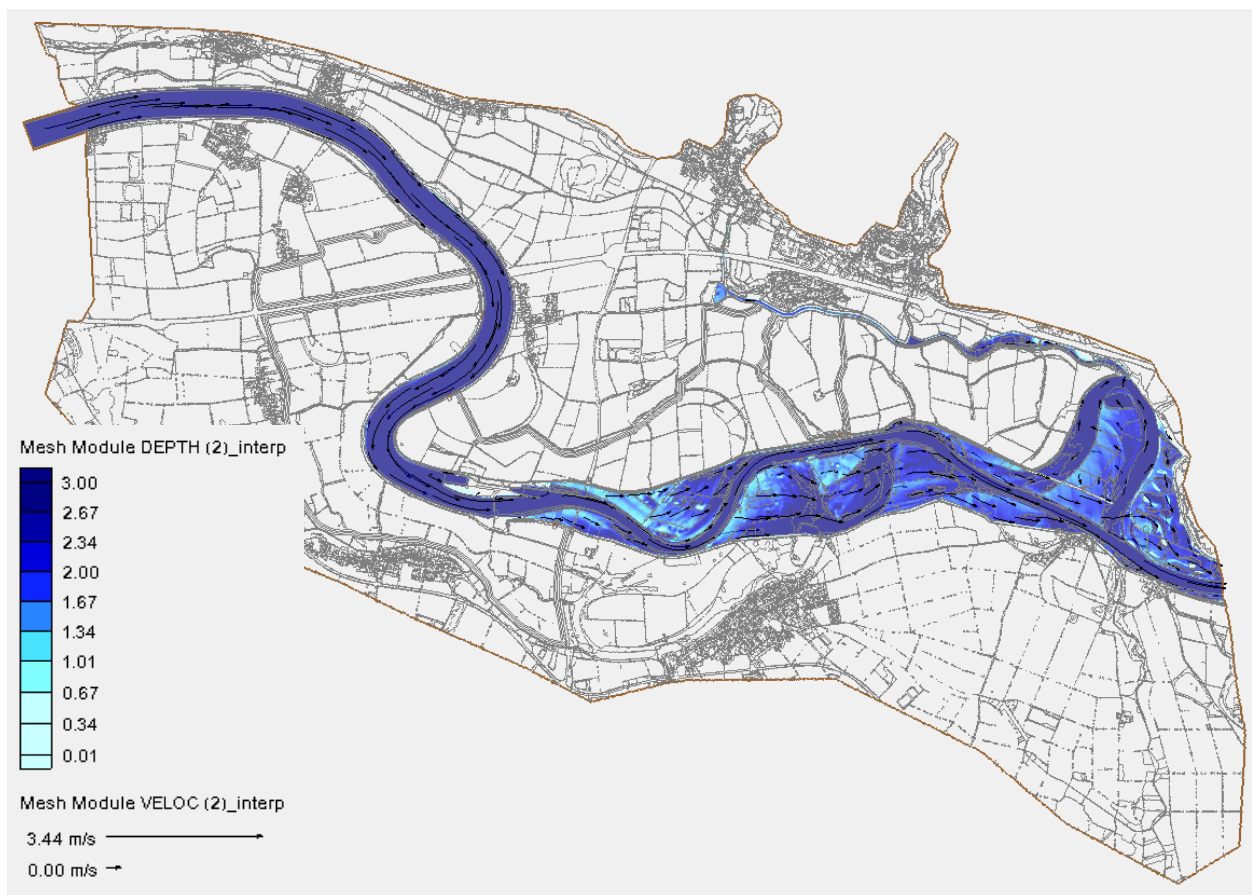 Mesh Module DEPTH (2)_interp
3.00
2.67
2.34
2.00
1.67
1.34
1.01
0.67
0.34
0.01
Mesh Module VELOC (2)_interp
3.44 m/s
0.00 m/s